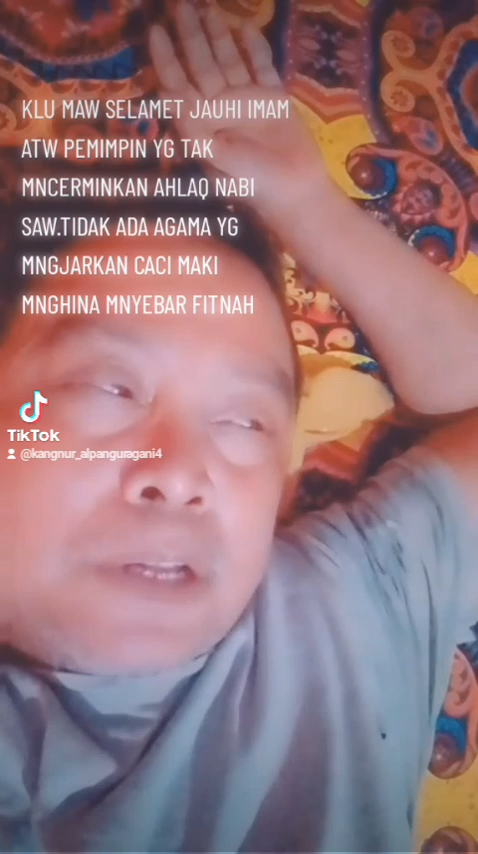 KLU MAW SELAMET JAUHI IMAM
ATW PEMIMPIN YG TAK
MNCERMINKAN AHLAQ NABI
SAW.TIDAK ADA AGAMA YG
MNGJARKAN CACI MAKI
MNGHINA MNYEBAR FITNAH
TikTok
@kangnur_alpanguragani4